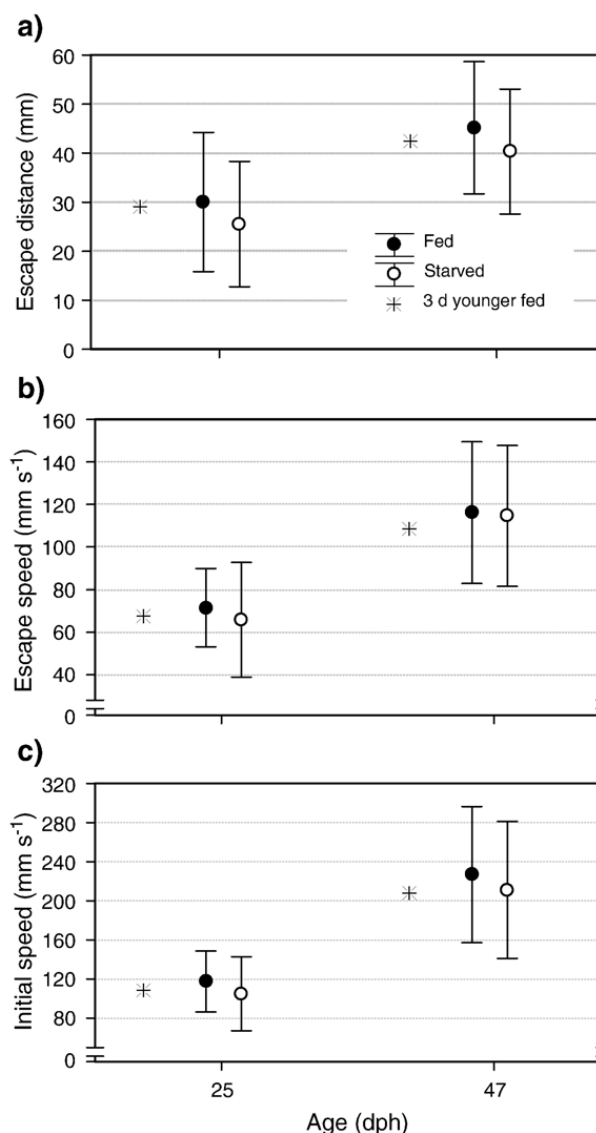 a)
60
50
40
30
20
10
0
Escape distance (mm)
Fed
Starved
3 d younger fed
b)
160
140
120
100
80
60
40
0
Escape speed (mm s⁻¹)
c)
320
280
240
200
160
120
80
0
Initial speed (mm s⁻¹)
25 47
Age (dph)